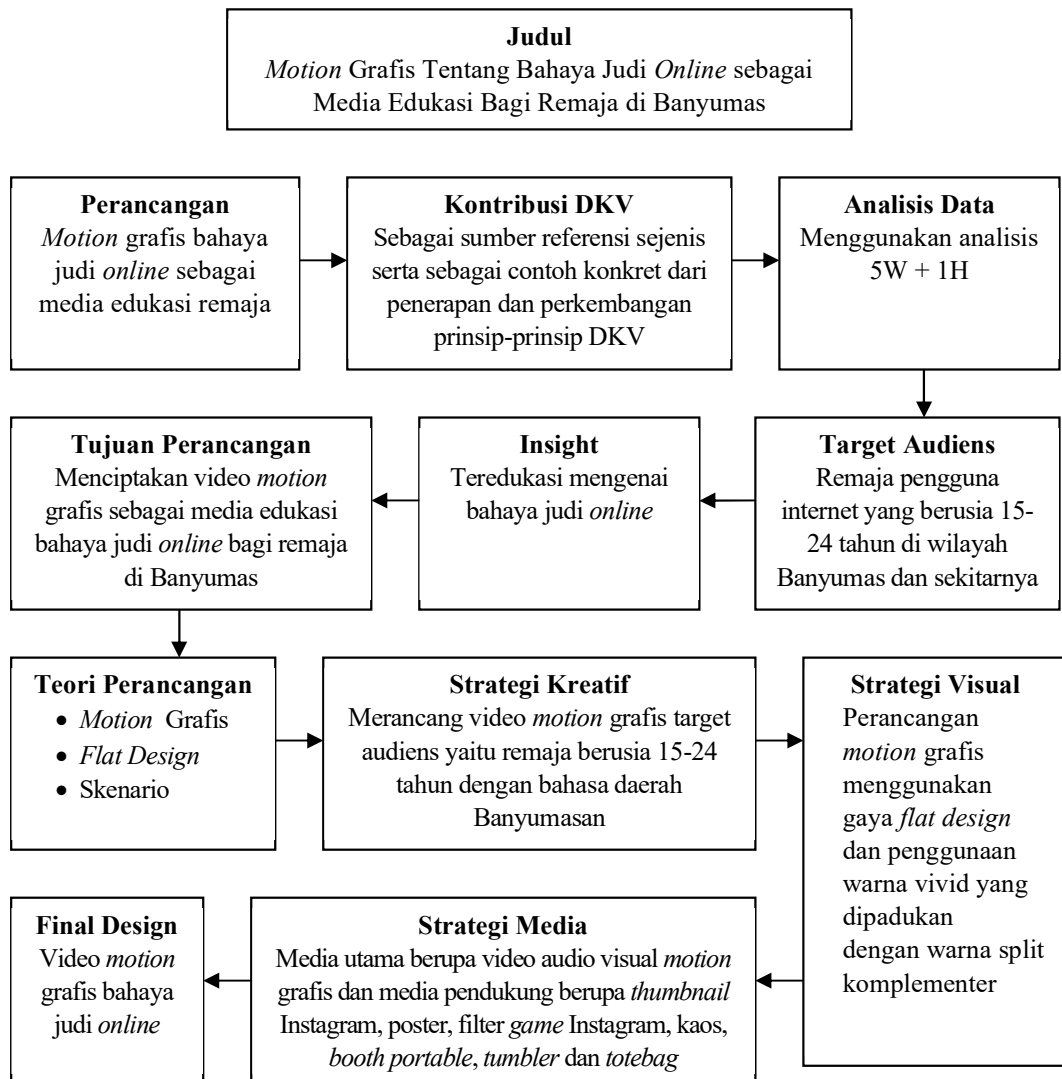 Judul
Motion Grafis Tentang Bahaya Judi Online sebagai
Media Edukasi Bagi Remaja di Banyumas
Perancangan
Motion grafis bahaya
judi online sebagai
media edukasi remaja
Kontribusi DKV
Sebagai sumber referensi sejenis
serta sebagai contoh konkret dari
penerapan dan perkembangan
prinsip-prinsip DKV
Analisis Data
Menggunakan analisis
5W + 1H
Target Audiens
Remaja pengguna
internet yang berusia 15-
24 tahun di wilayah
Banyumas dan sekitarnya
Insight
Teredukasi mengenai
bahaya judi online
Tujuan Perancangan
Menciptakan video motion
grafis sebagai media edukasi
bahaya judi online bagi remaja
di Banyumas
Teori Perancangan
• Motion Grafis
• Flat Design
• Skenario
Strategi Kreatif
Merancang video motion grafis target
audiens yaitu remaja berusia 15-24
tahun dengan bahasa daerah
Banyumasan
Strategi Visual
Perancangan
motion grafis
menggunakan
gaya flat design
dan penggunaan
warna vivid yang
dipadukan
dengan warna split
komplementer
Strategi Media
Media utama berupa video audio visual motion
grafis dan media pendukung berupa thumbnail
Instagram, poster, filter game Instagram, kaos,
booth portable, tumbler dan totebag
Final Design
Video motion
grafis bahaya
judi online